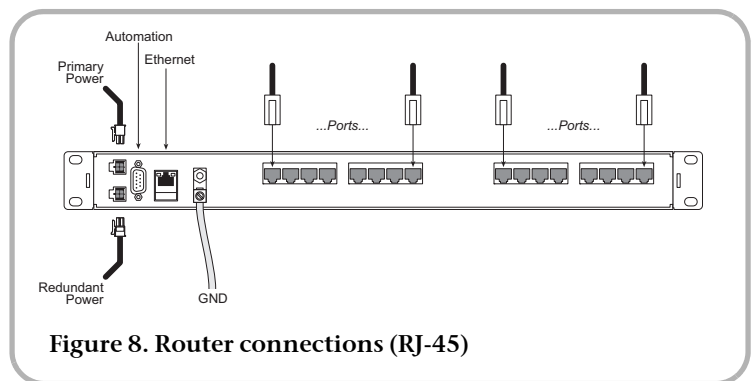 Automation
Ethernet
Primary
Power
...Ports...
...Ports...
Redundant
Power
GND
Figure 8. Router connections (RJ-45)